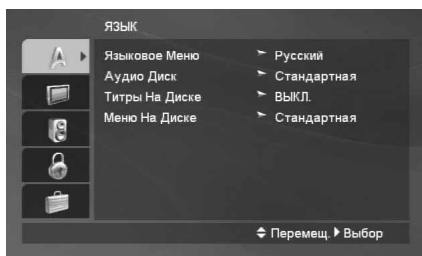 ЯЗЫК
Языковое Меню Русский
Аудио Диск Стандартная
Титры На Диске ВЫКЛ.
Меню На Диске Стандартная
Перемещ. Выбор